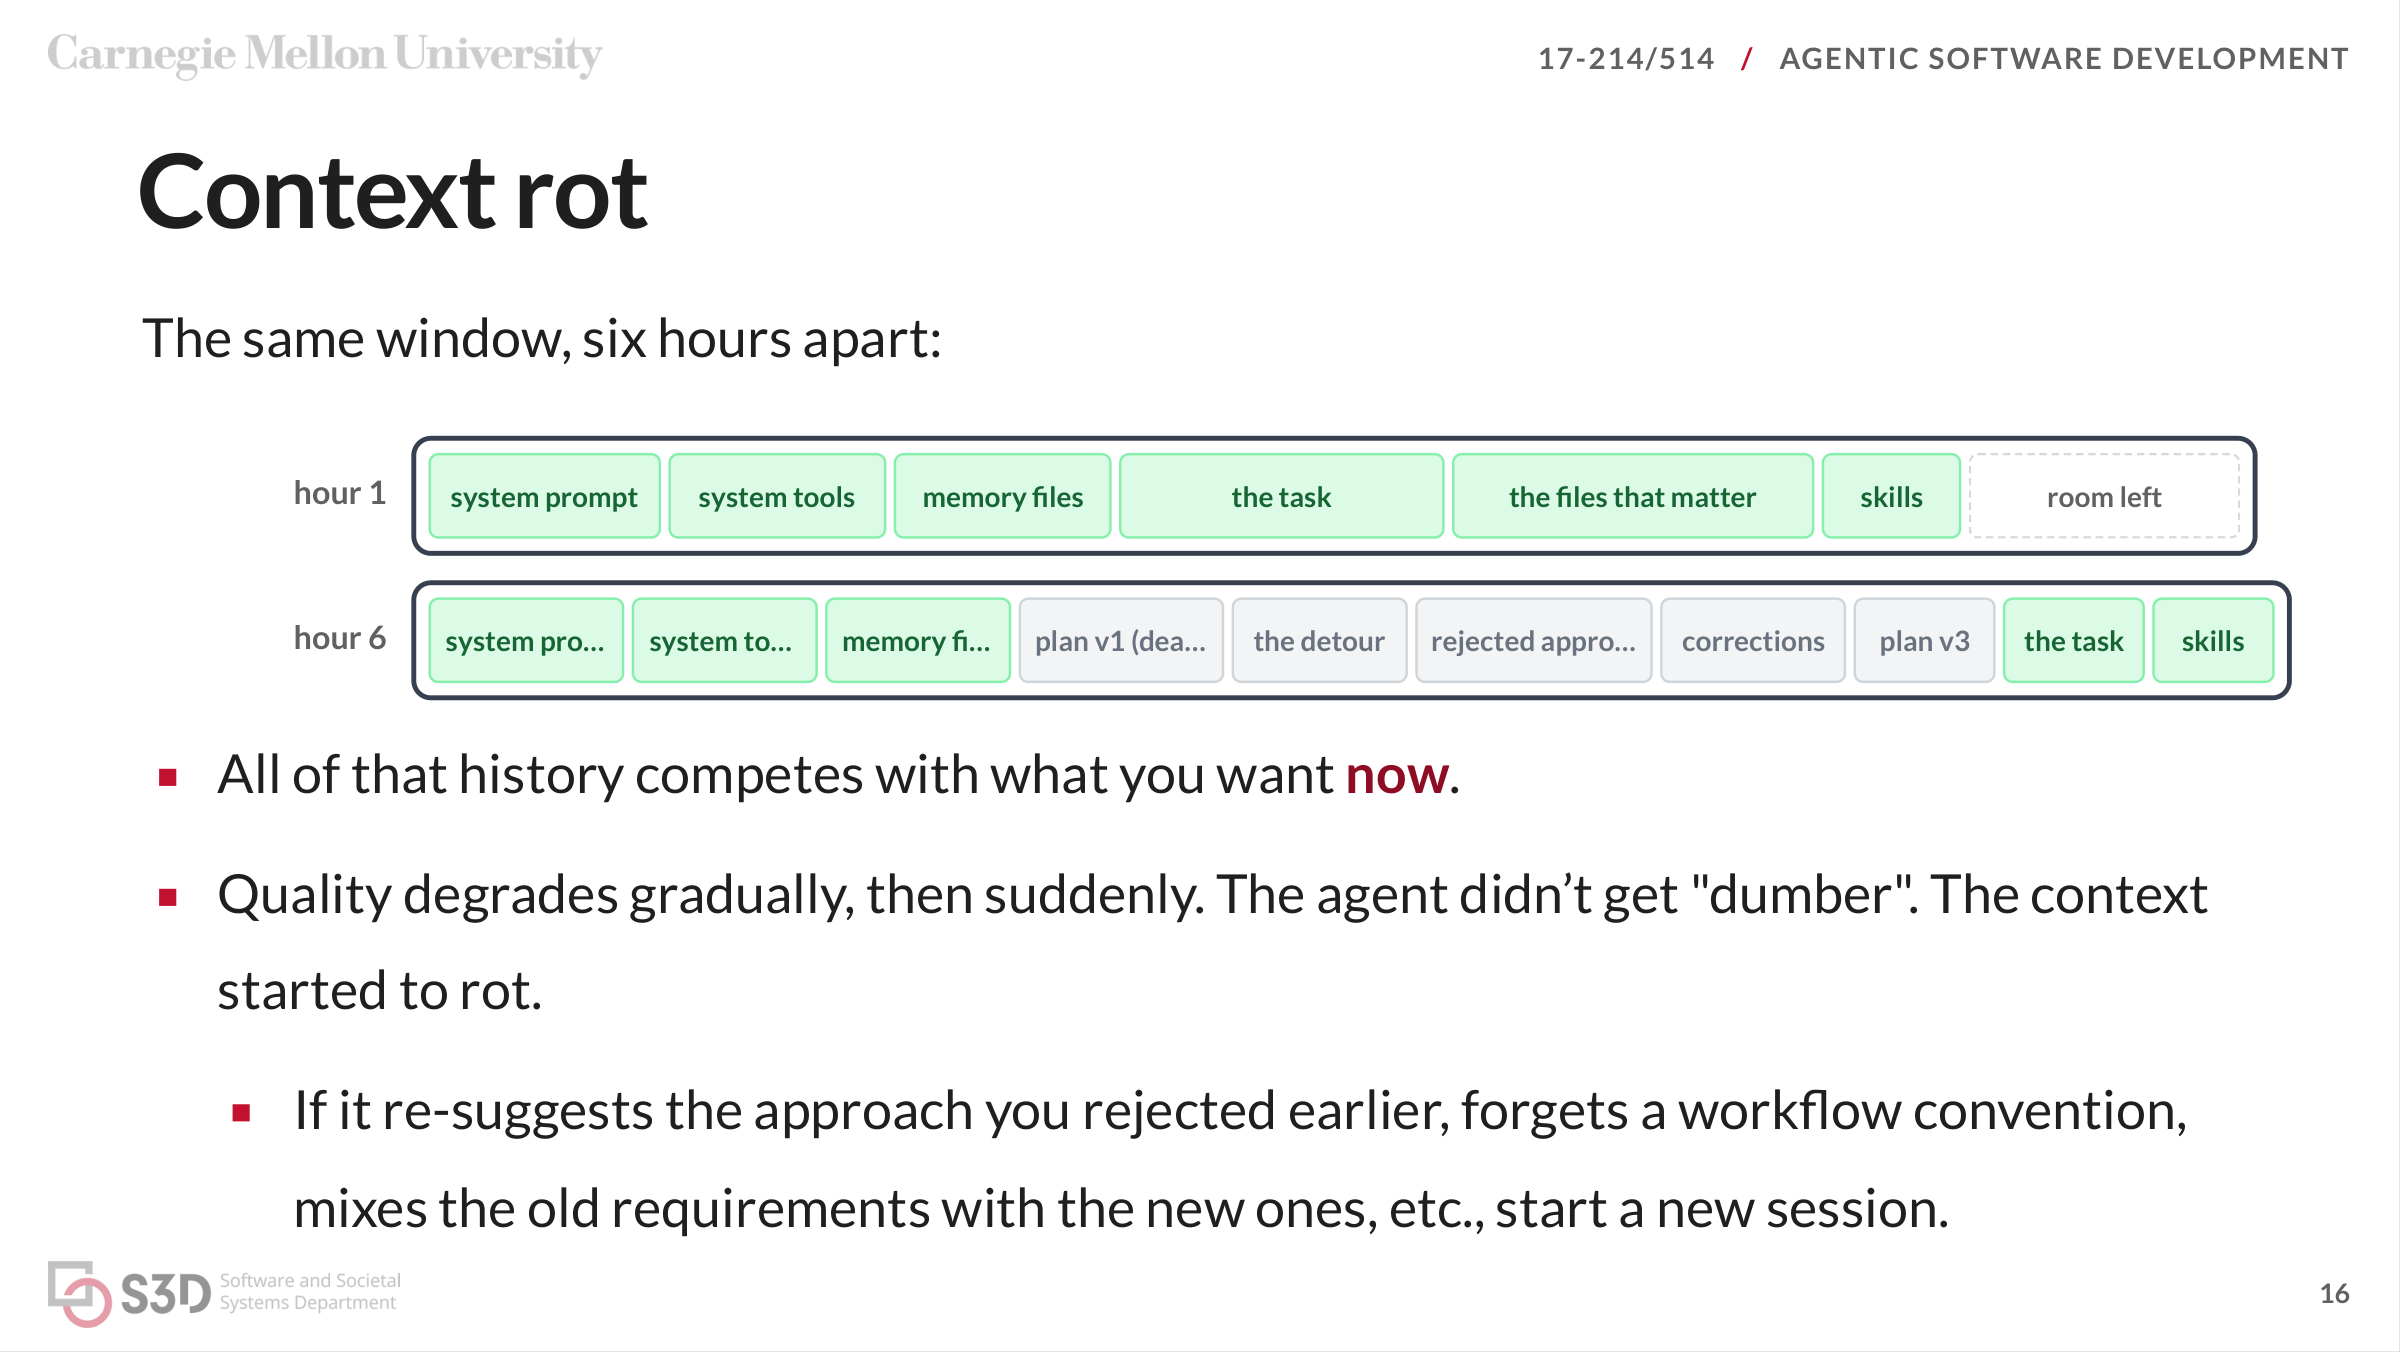 Carnegie Mellon University
17-214/514 / AGENTIC SOFTWARE DEVELOPMENT
Context rot
The same window, six hours apart:
hour 1 system prompt system tools memory files the task the files that matter skills room left
hour 6 system pro... system to... memory fi... plan v1 (dea... the detour rejected appro... corrections plan v3 the task skills
▪ All of that history competes with what you want now.
▪ Quality degrades gradually, then suddenly. The agent didn’t get "dumber". The context
started to rot.
▪ If it re-suggests the approach you rejected earlier, forgets a workflow convention,
mixes the old requirements with the new ones, etc., start a new session.
S3D Software and Societal
Systems Department
16